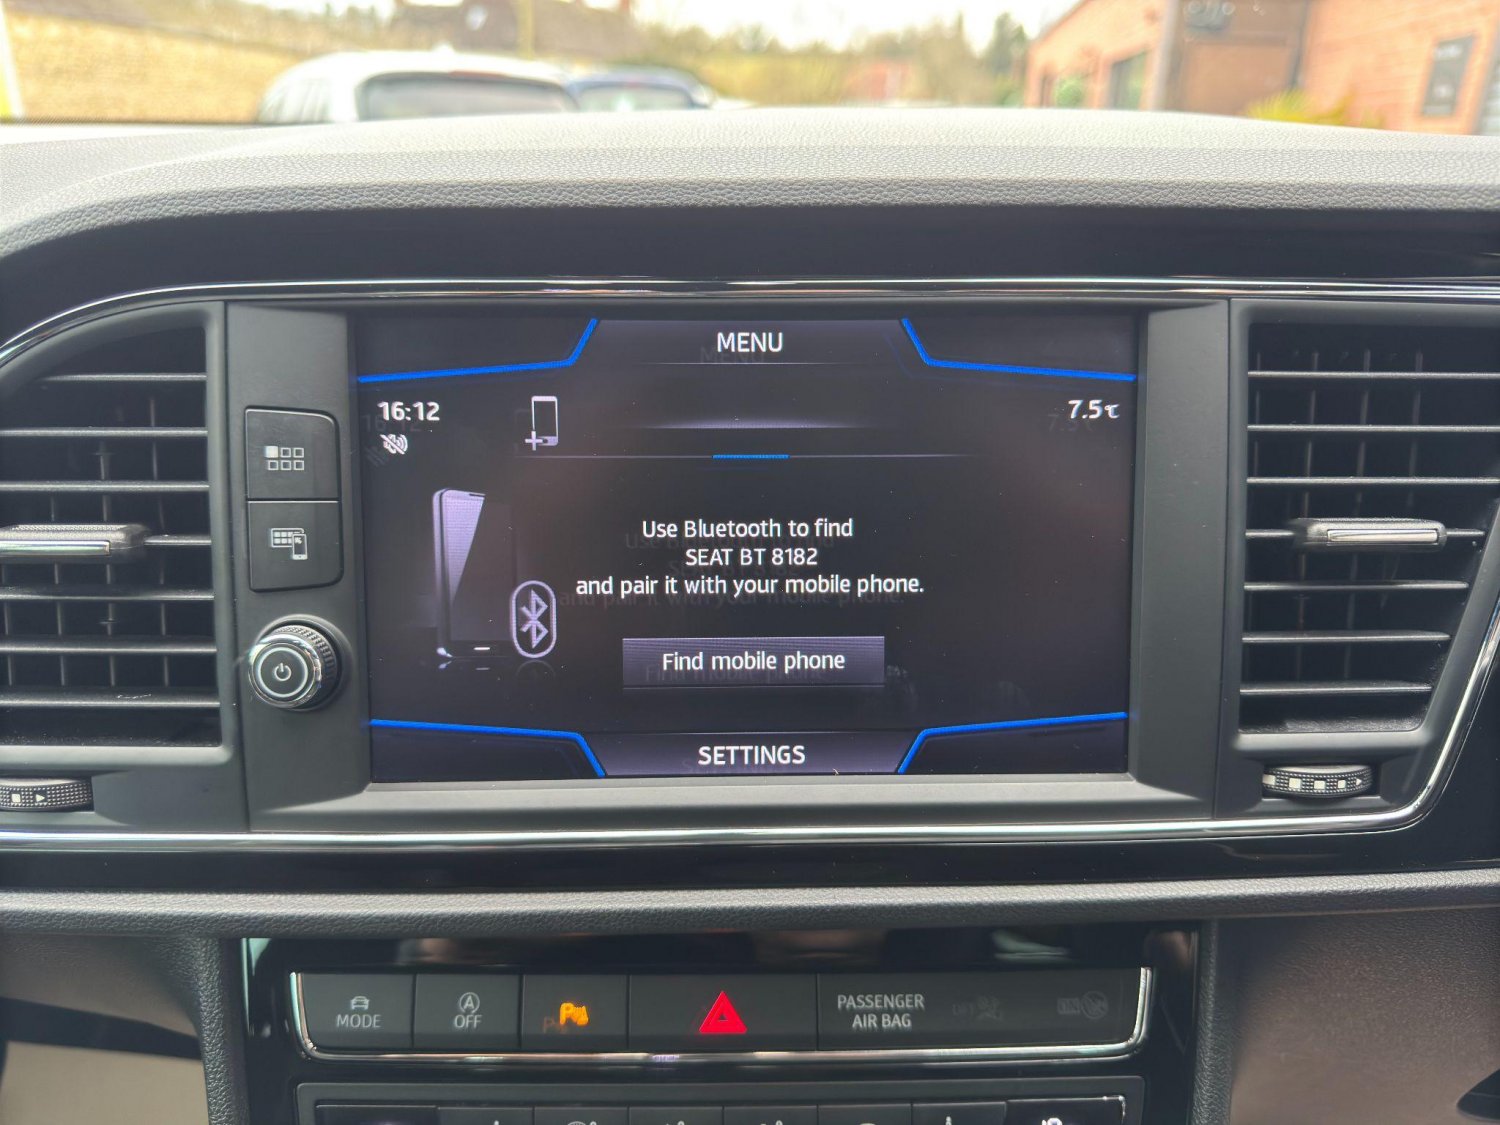 MENU
16:12
7.5°C
Use Bluetooth to find
SEAT BT 8182
and pair it with your mobile phone.
Find mobile phone
SETTINGS
MODE
A
OFF
P
PASSENGER
AIR BAG